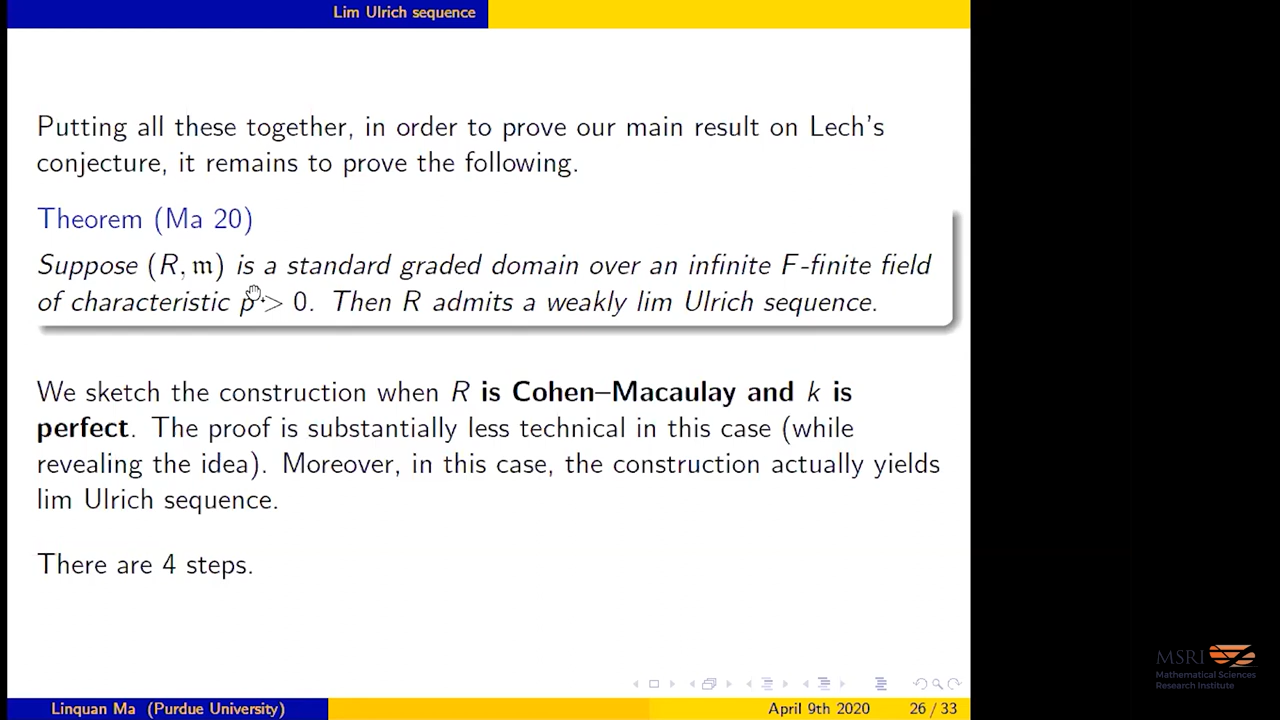 Lim Ulrich sequence
Putting all these together, in order to prove our main result on Lech's
conjecture, it remains to prove the following.
Theorem (Ma 20)
Suppose (R, 𝔪) is a standard graded domain over an infinite F-finite field
of characteristic p > 0. Then R admits a weakly lim Ulrich sequence.
We sketch the construction when R is Cohen–Macaulay and k is
perfect. The proof is substantially less technical in this case (while
revealing the idea). Moreover, in this case, the construction actually yields
lim Ulrich sequence.
There are 4 steps.
MSRI
Mathematical Sciences
Research Institute
Linquan Ma (Purdue University)
April 9th 2020
26 / 33